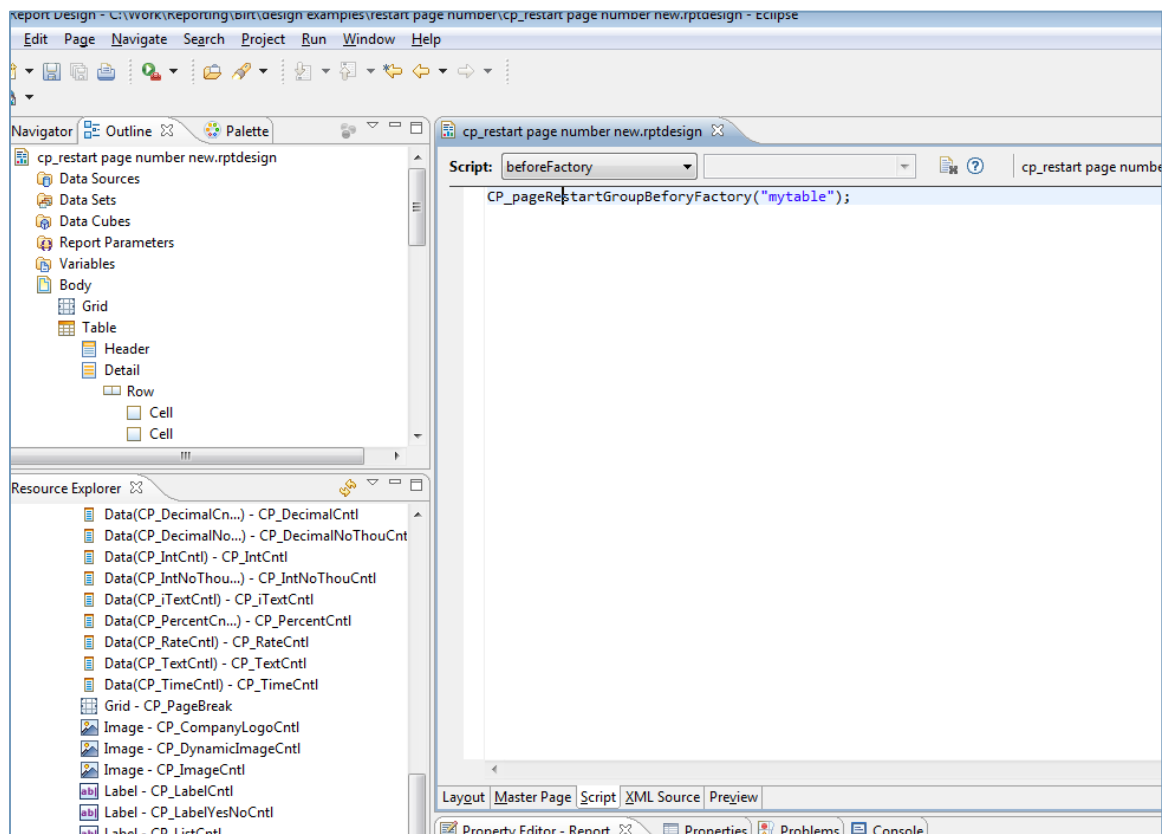 Report Design - C:\Work\Reporting\Birt\design examples\restart page number\cp_restart page number new.rptdesign - Eclipse
Edit Page Navigate Search Project Run Window Help
Navigator Outline Palette
cp_restart page number new.rptdesign
Data Sources
Data Sets
Data Cubes
Report Parameters
Variables
Body
Grid
Table
Header
Detail
Row
Cell
Cell
Resource Explorer
Data(CP_DecimalCn...) - CP_DecimalCntl
Data(CP_DecimalNo...) - CP_DecimalNoThouCnt
Data(CP_IntCntl) - CP_IntCntl
Data(CP_IntNoThou...) - CP_IntNoThouCntl
Data(CP_iTextCntl) - CP_iTextCntl
Data(CP_PercentCn...) - CP_PercentCntl
Data(CP_RateCntl) - CP_RateCntl
Data(CP_TextCntl) - CP_TextCntl
Data(CP_TimeCntl) - CP_TimeCntl
Grid - CP_PageBreak
Image - CP_CompanyLogoCntl
Image - CP_DynamicImageCntl
Image - CP_ImageCntl
Label - CP_LabelCntl
Label - CP_LabelYesNoCntl
Label - CP_ListCntl
cp_restart page number new.rptdesign
Script: beforeFactory cp_restart page numbe
CP_pageRestartGroupBeforyFactory("mytable");
Layout Master Page Script XML Source Preview
Property Editor - Report Properties Problems Console